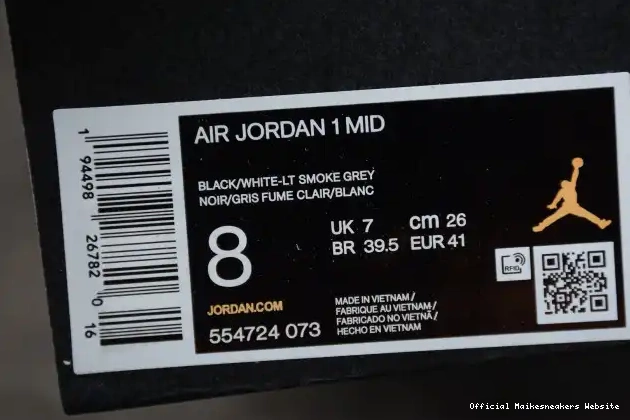 AIR JORDAN 1 MID
BLACK/WHITE-LT SMOKE GREY
NOIR/GRIS FUME CLAIR/BLANC
8
UK 7 cm 26
BR 39.5 EUR 41
JORDAN.COM
554724 073
MADE IN VIETNAM/
FABRIQUE AU VIETNAM/
FABRICADO NO VIETNÃ/
HECHO EN VIETNAM
RFID
1 94498 26782 0 16
Official Maikesneakers Website